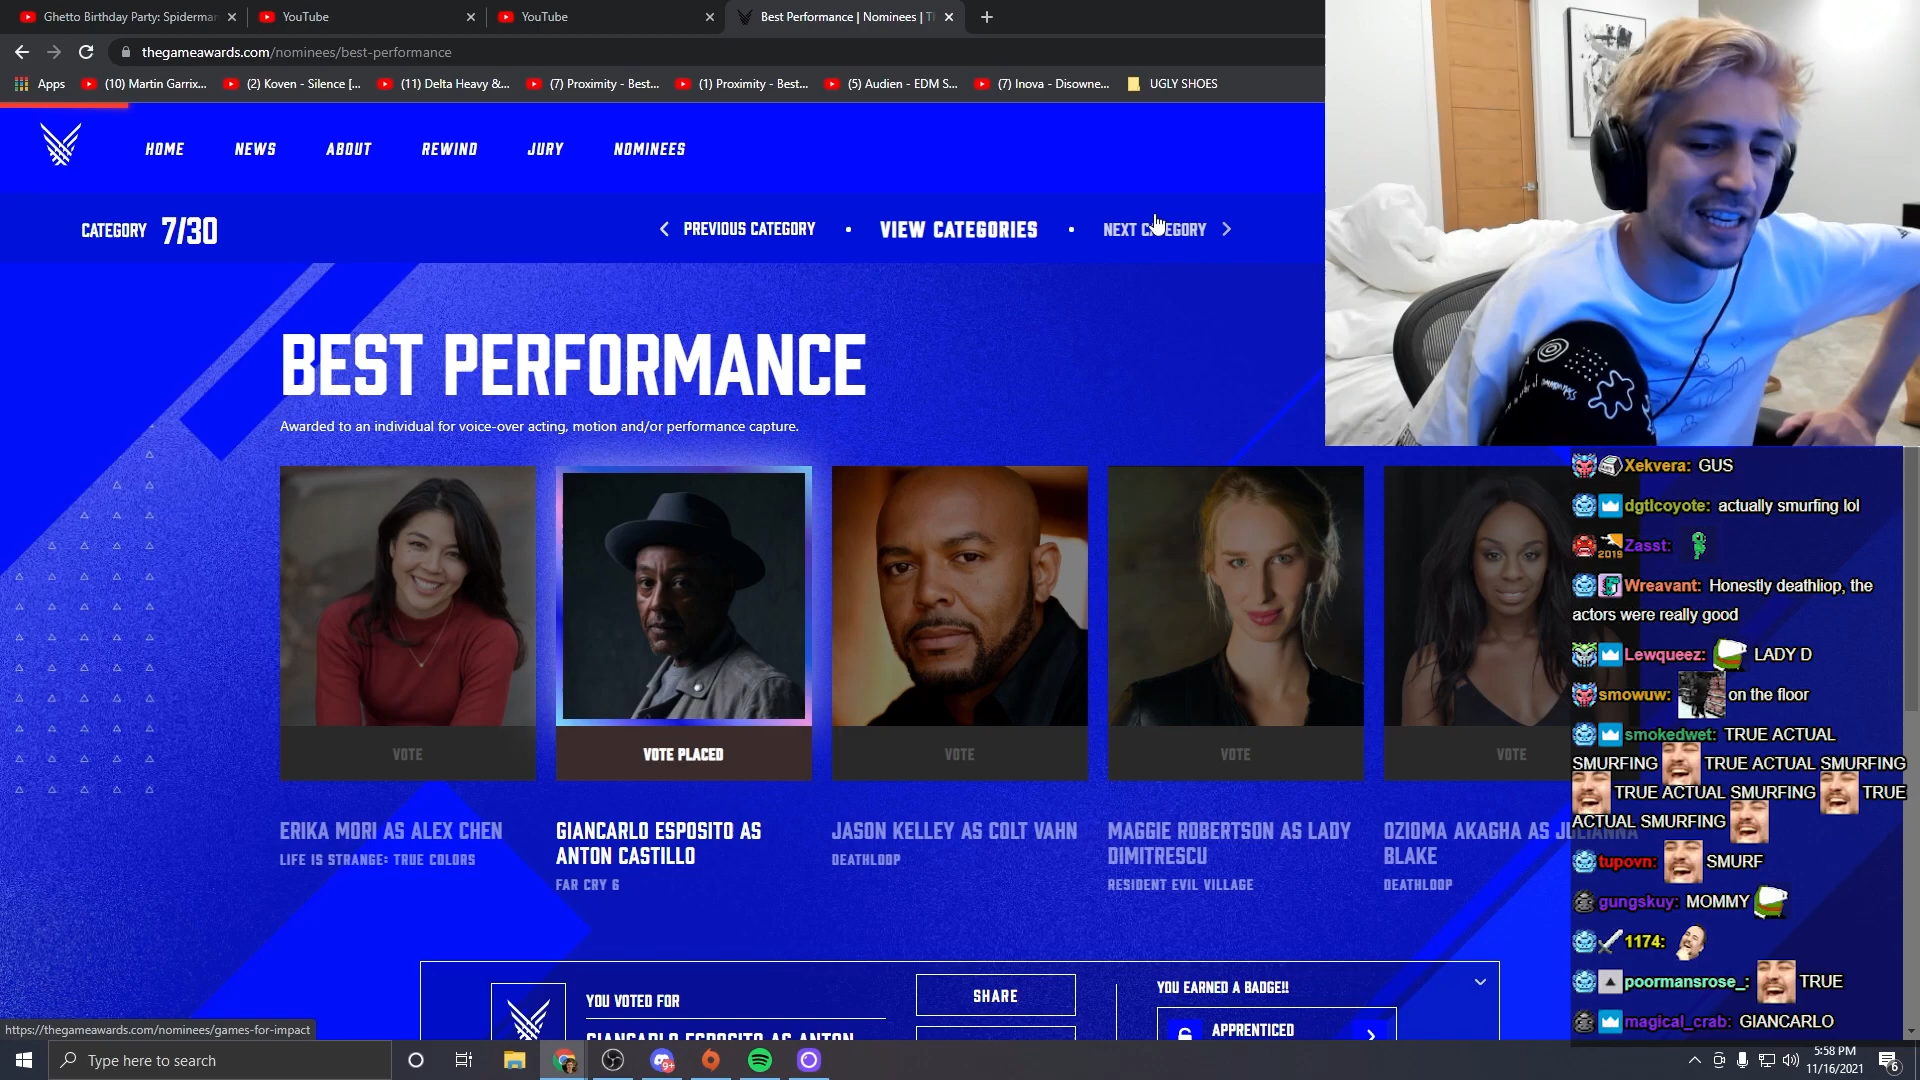 Ghetto Birthday Party: Spiderma
YouTube
YouTube
Best Performance | Nominees | T
thegameawards.com/nominees/best-performance
Apps
(10) Martin Garrix...
(2) Koven - Silence [...
(11) Delta Heavy &...
(7) Proximity - Best...
(1) Proximity - Best...
(5) Audien - EDM S...
(7) Inova - Disowne...
UGLY SHOES
HOME
NEWS
ABOUT
REWIND
JURY
NOMINEES
CATEGORY 7/30
PREVIOUS CATEGORY
VIEW CATEGORIES
NEXT CATEGORY
BEST PERFORMANCE
Awarded to an individual for voice-over acting, motion and/or performance capture.
VOTE
VOTE PLACED
VOTE
VOTE
VOTE
ERIKA MORI AS ALEX CHEN
LIFE IS STRANGE: TRUE COLORS
GIANCARLO ESPOSITO AS
ANTON CASTILLO
FAR CRY 6
JASON KELLEY AS COLT VAHN
DEATHLOOP
MAGGIE ROBERTSON AS LADY
DIMITRESCU
RESIDENT EVIL VILLAGE
OZIOMA AKAGHA AS JULIANNA
BLAKE
DEATHLOOP
YOU VOTED FOR
GIANCARLO ESPOSITO AS ANTON
SHARE
YOU EARNED A BADGE!!
APPRENTICED
Xekvera: GUS
dgtlcoyote: actually smurfing lol
2019 Zasst:
Wreavant: Honestly deathliop, the
actors were really good
Lewqueez: LADY D
smowuw: on the floor
smokedwet: TRUE ACTUAL
SMURFING TRUE ACTUAL SMURFING
TRUE ACTUAL SMURFING TRUE
ACTUAL SMURFING
tupovn: SMURF
gungskuy: MOMMY
1174:
poormansrose_: TRUE
magical_crab: GIANCARLO
https://thegameawards.com/nominees/games-for-impact
Type here to search
9+
5:58 PM
11/16/2021
6